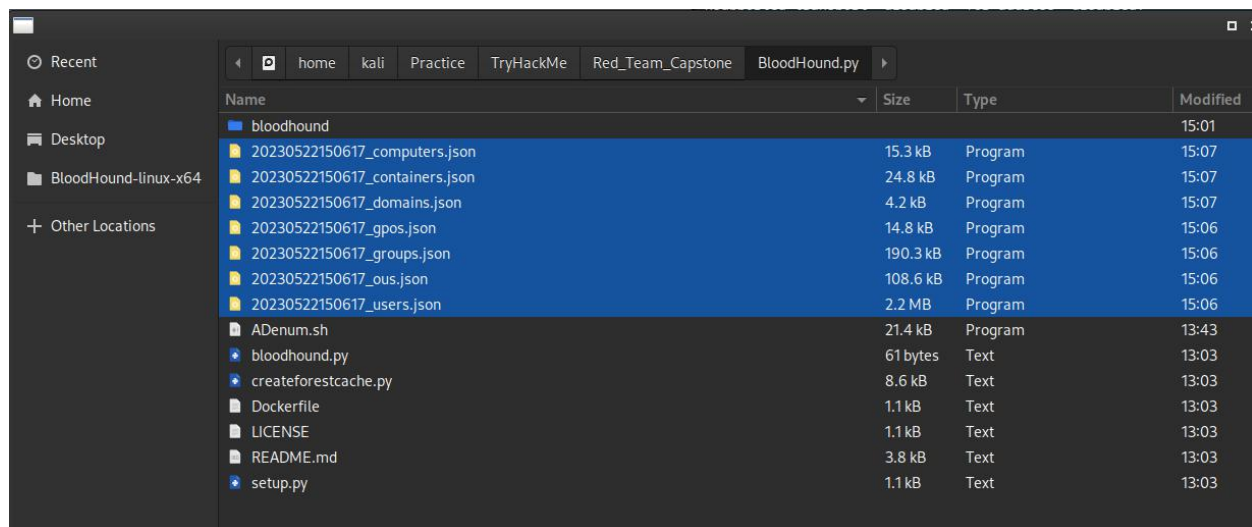 Recent
Home
Desktop
BloodHound-linux-x64
Other Locations
home kali Practice TryHackMe Red_Team_Capstone BloodHound.py
Name Size Type Modified
bloodhound 15:01
20230522150617_computers.json 15.3 kB Program 15:07
20230522150617_containers.json 24.8 kB Program 15:07
20230522150617_domains.json 4.2 kB Program 15:07
20230522150617_gpos.json 14.8 kB Program 15:06
20230522150617_groups.json 190.3 kB Program 15:06
20230522150617_ous.json 108.6 kB Program 15:06
20230522150617_users.json 2.2 MB Program 15:06
ADenum.sh 21.4 kB Program 13:43
bloodhound.py 61 bytes Text 13:03
createforestcache.py 8.6 kB Text 13:03
Dockerfile 1.1 kB Text 13:03
LICENSE 1.1 kB Text 13:03
README.md 3.8 kB Text 13:03
setup.py 1.1 kB Text 13:03